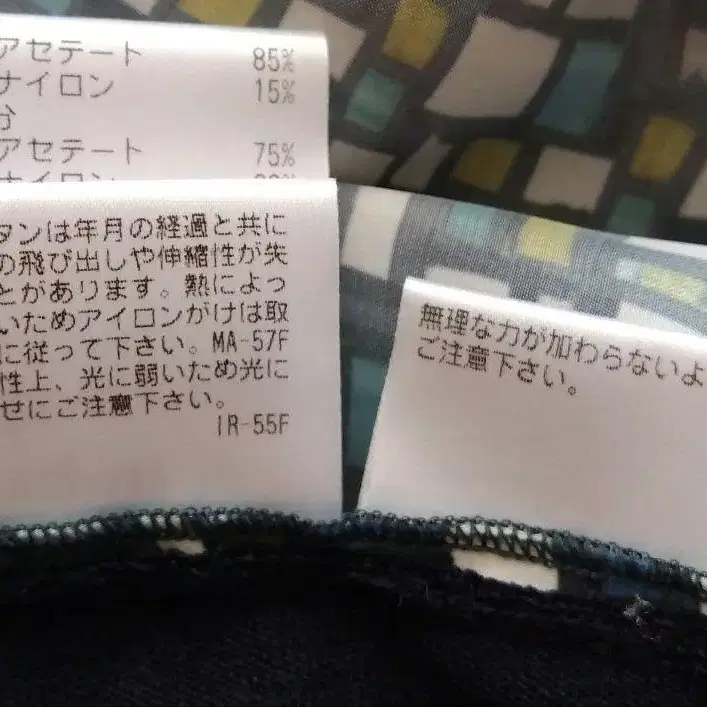 アセテート 85%
ナイロン 15%
分
アセテート 75%
ナイロン
タンは年月の経過と共に
の飛び出しや伸縮性が失
とがあります。熱によっ
いためアイロンがけは取
に従って下さい。MA-57F
性上、光に弱いため光に
せにご注意下さい。
IR-55F
無理な力が加わらないよ
ご注意下さい。